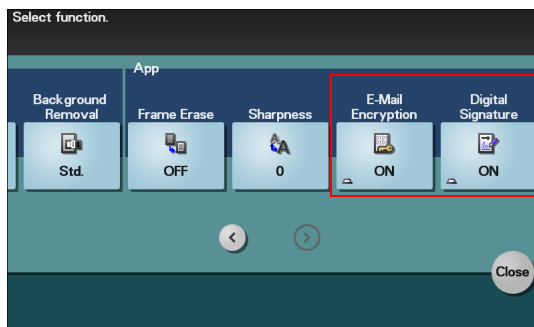 Select function.
App
Background
Removal
Frame Erase
Sharpness
E-Mail
Encryption
Digital
Signature
Std.
OFF
0
ON
ON
Close